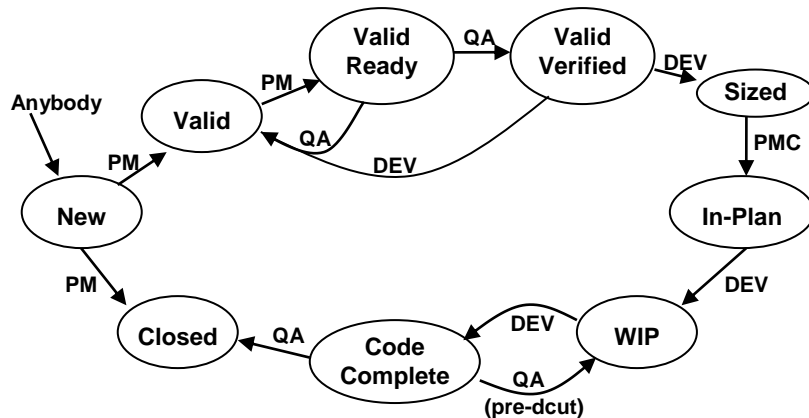 Valid
Ready
QA
Valid
Verified
DEV
Sized
PM
Anybody
Valid
QA
DEV
PMC
PM
New
In-Plan
PM
DEV
Closed
QA
Code
Complete
DEV
WIP
QA
(pre-dcut)